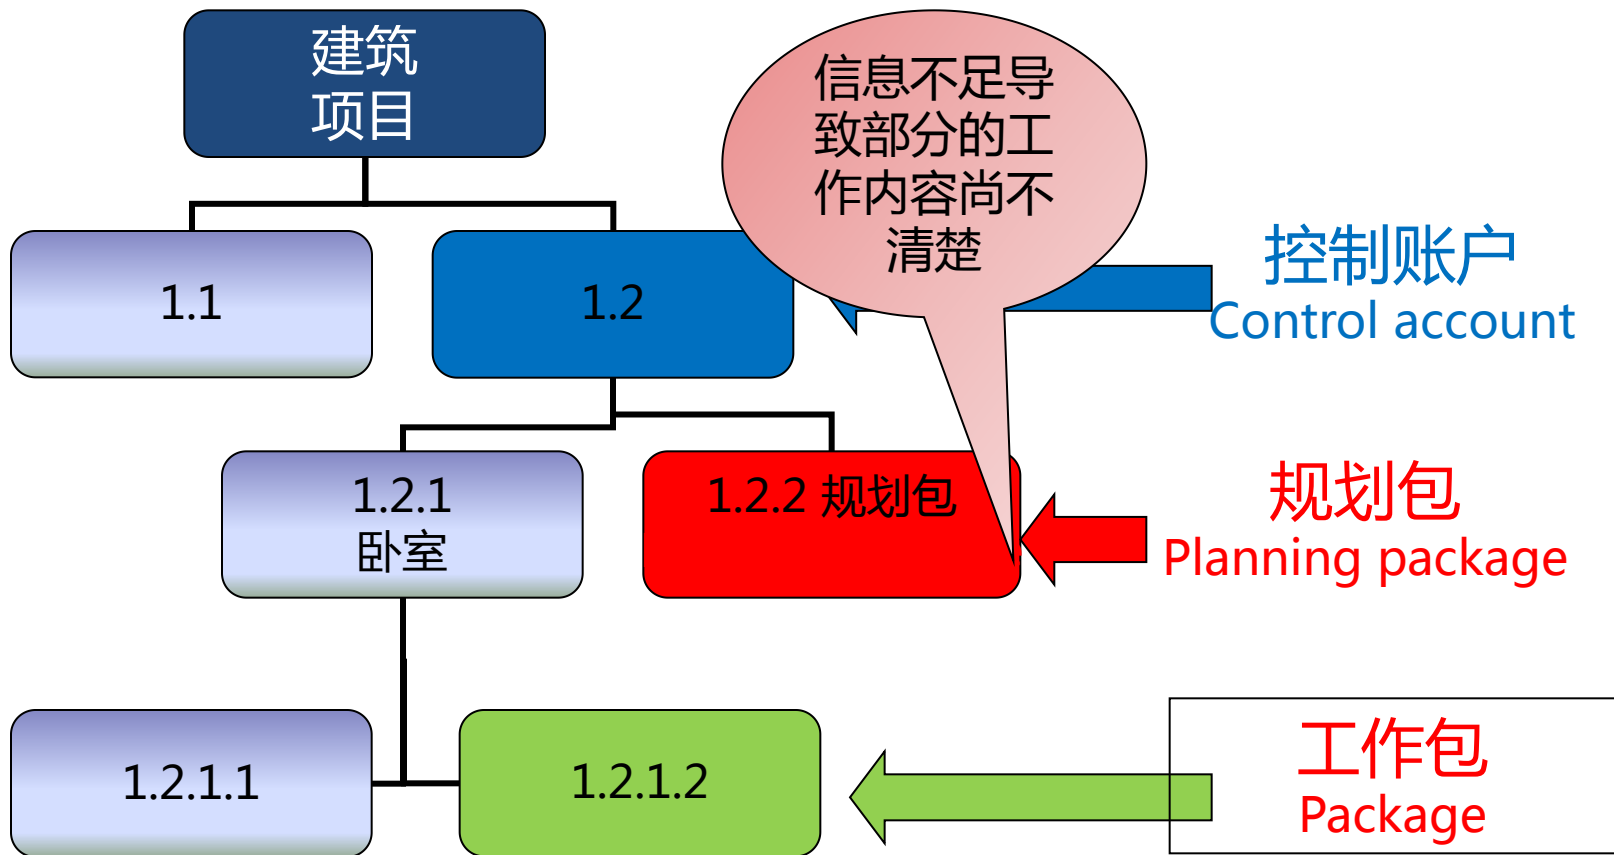 建筑
项目
信息不足导
致部分的工
作内容尚不
清楚
1.1
1.2
控制账户
Control account
1.2.1
卧室
1.2.2 规划包
规划包
Planning package
1.2.1.1
1.2.1.2
工作包
Package